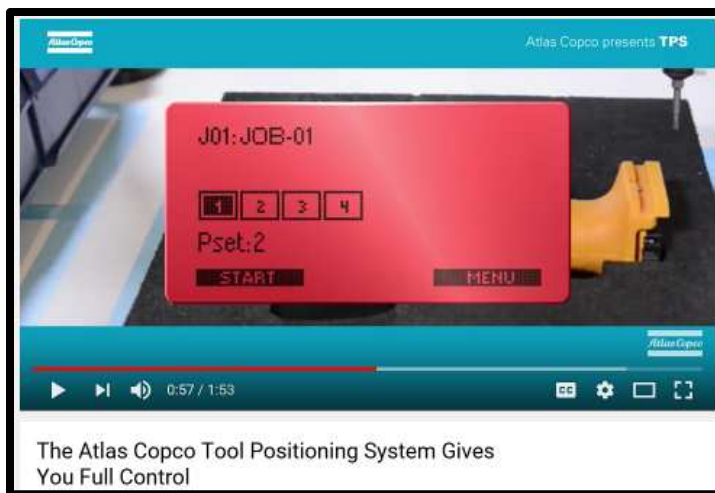 Atlas Copco
Atlas Copco presents TPS
J01:JOB-01
1 2 3 4
Pset:2
START MENU
Atlas Copco
0:57 / 1:53
CC
The Atlas Copco Tool Positioning System Gives
You Full Control